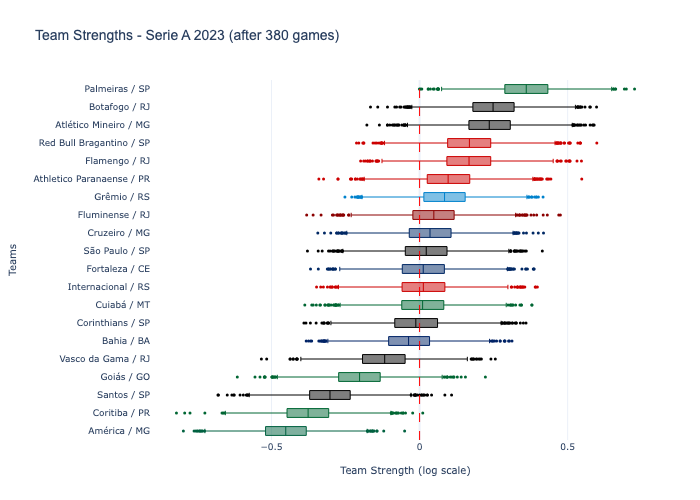 Team Strengths - Serie A 2023 (after 380 games)
Palmeiras / SP
Botafogo / RJ
Atlético Mineiro / MG
Red Bull Bragantino / SP
Flamengo / RJ
Athletico Paranaense / PR
Grêmio / RS
Fluminense / RJ
Cruzeiro / MG
São Paulo / SP
Fortaleza / CE
Internacional / RS
Cuiabá / MT
Corinthians / SP
Bahia / BA
Vasco da Gama / RJ
Goiás / GO
Santos / SP
Coritiba / PR
América / MG
Teams
−0.5 0 0.5
Team Strength (log scale)